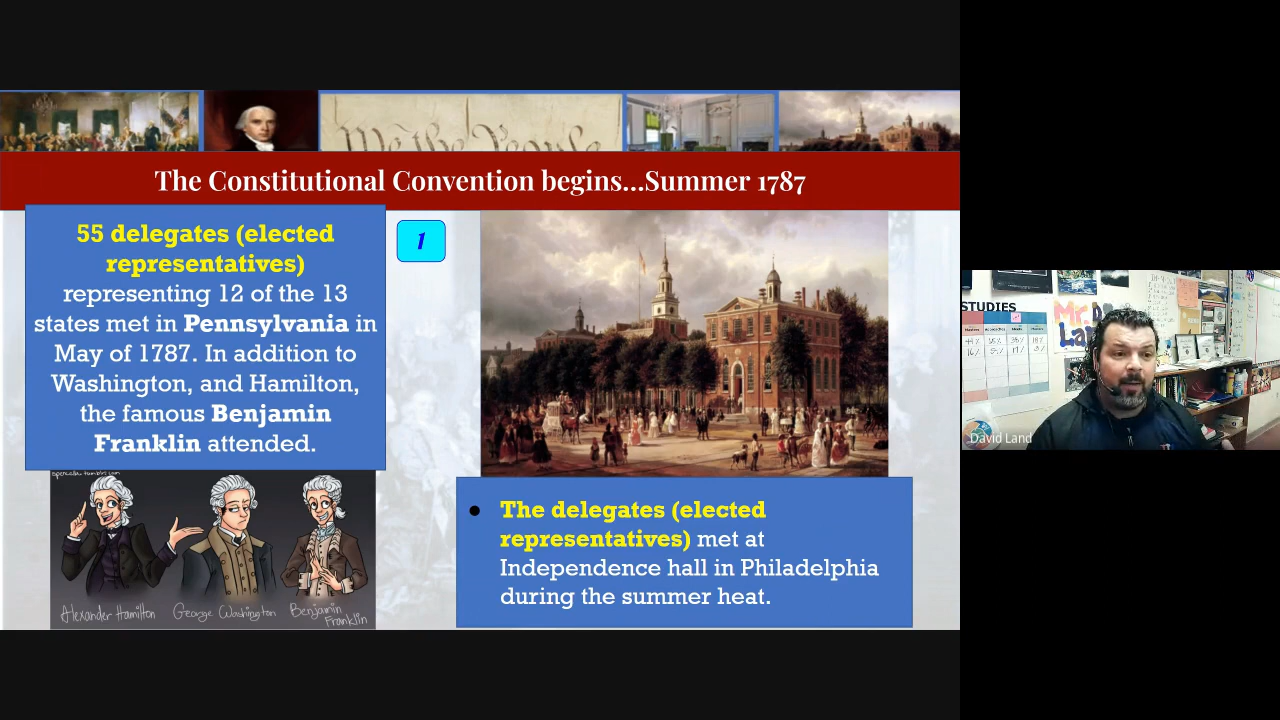 We the People
The Constitutional Convention begins...Summer 1787
55 delegates (elected
representatives)
representing 12 of the 13
states met in Pennsylvania in
May of 1787. In addition to
Washington, and Hamilton,
the famous Benjamin
Franklin attended.
1
Alexander Hamilton
George Washington
Benjamin
Franklin
The delegates (elected
representatives) met at
Independence hall in Philadelphia
during the summer heat.
STUDIES
Mr.
David Land